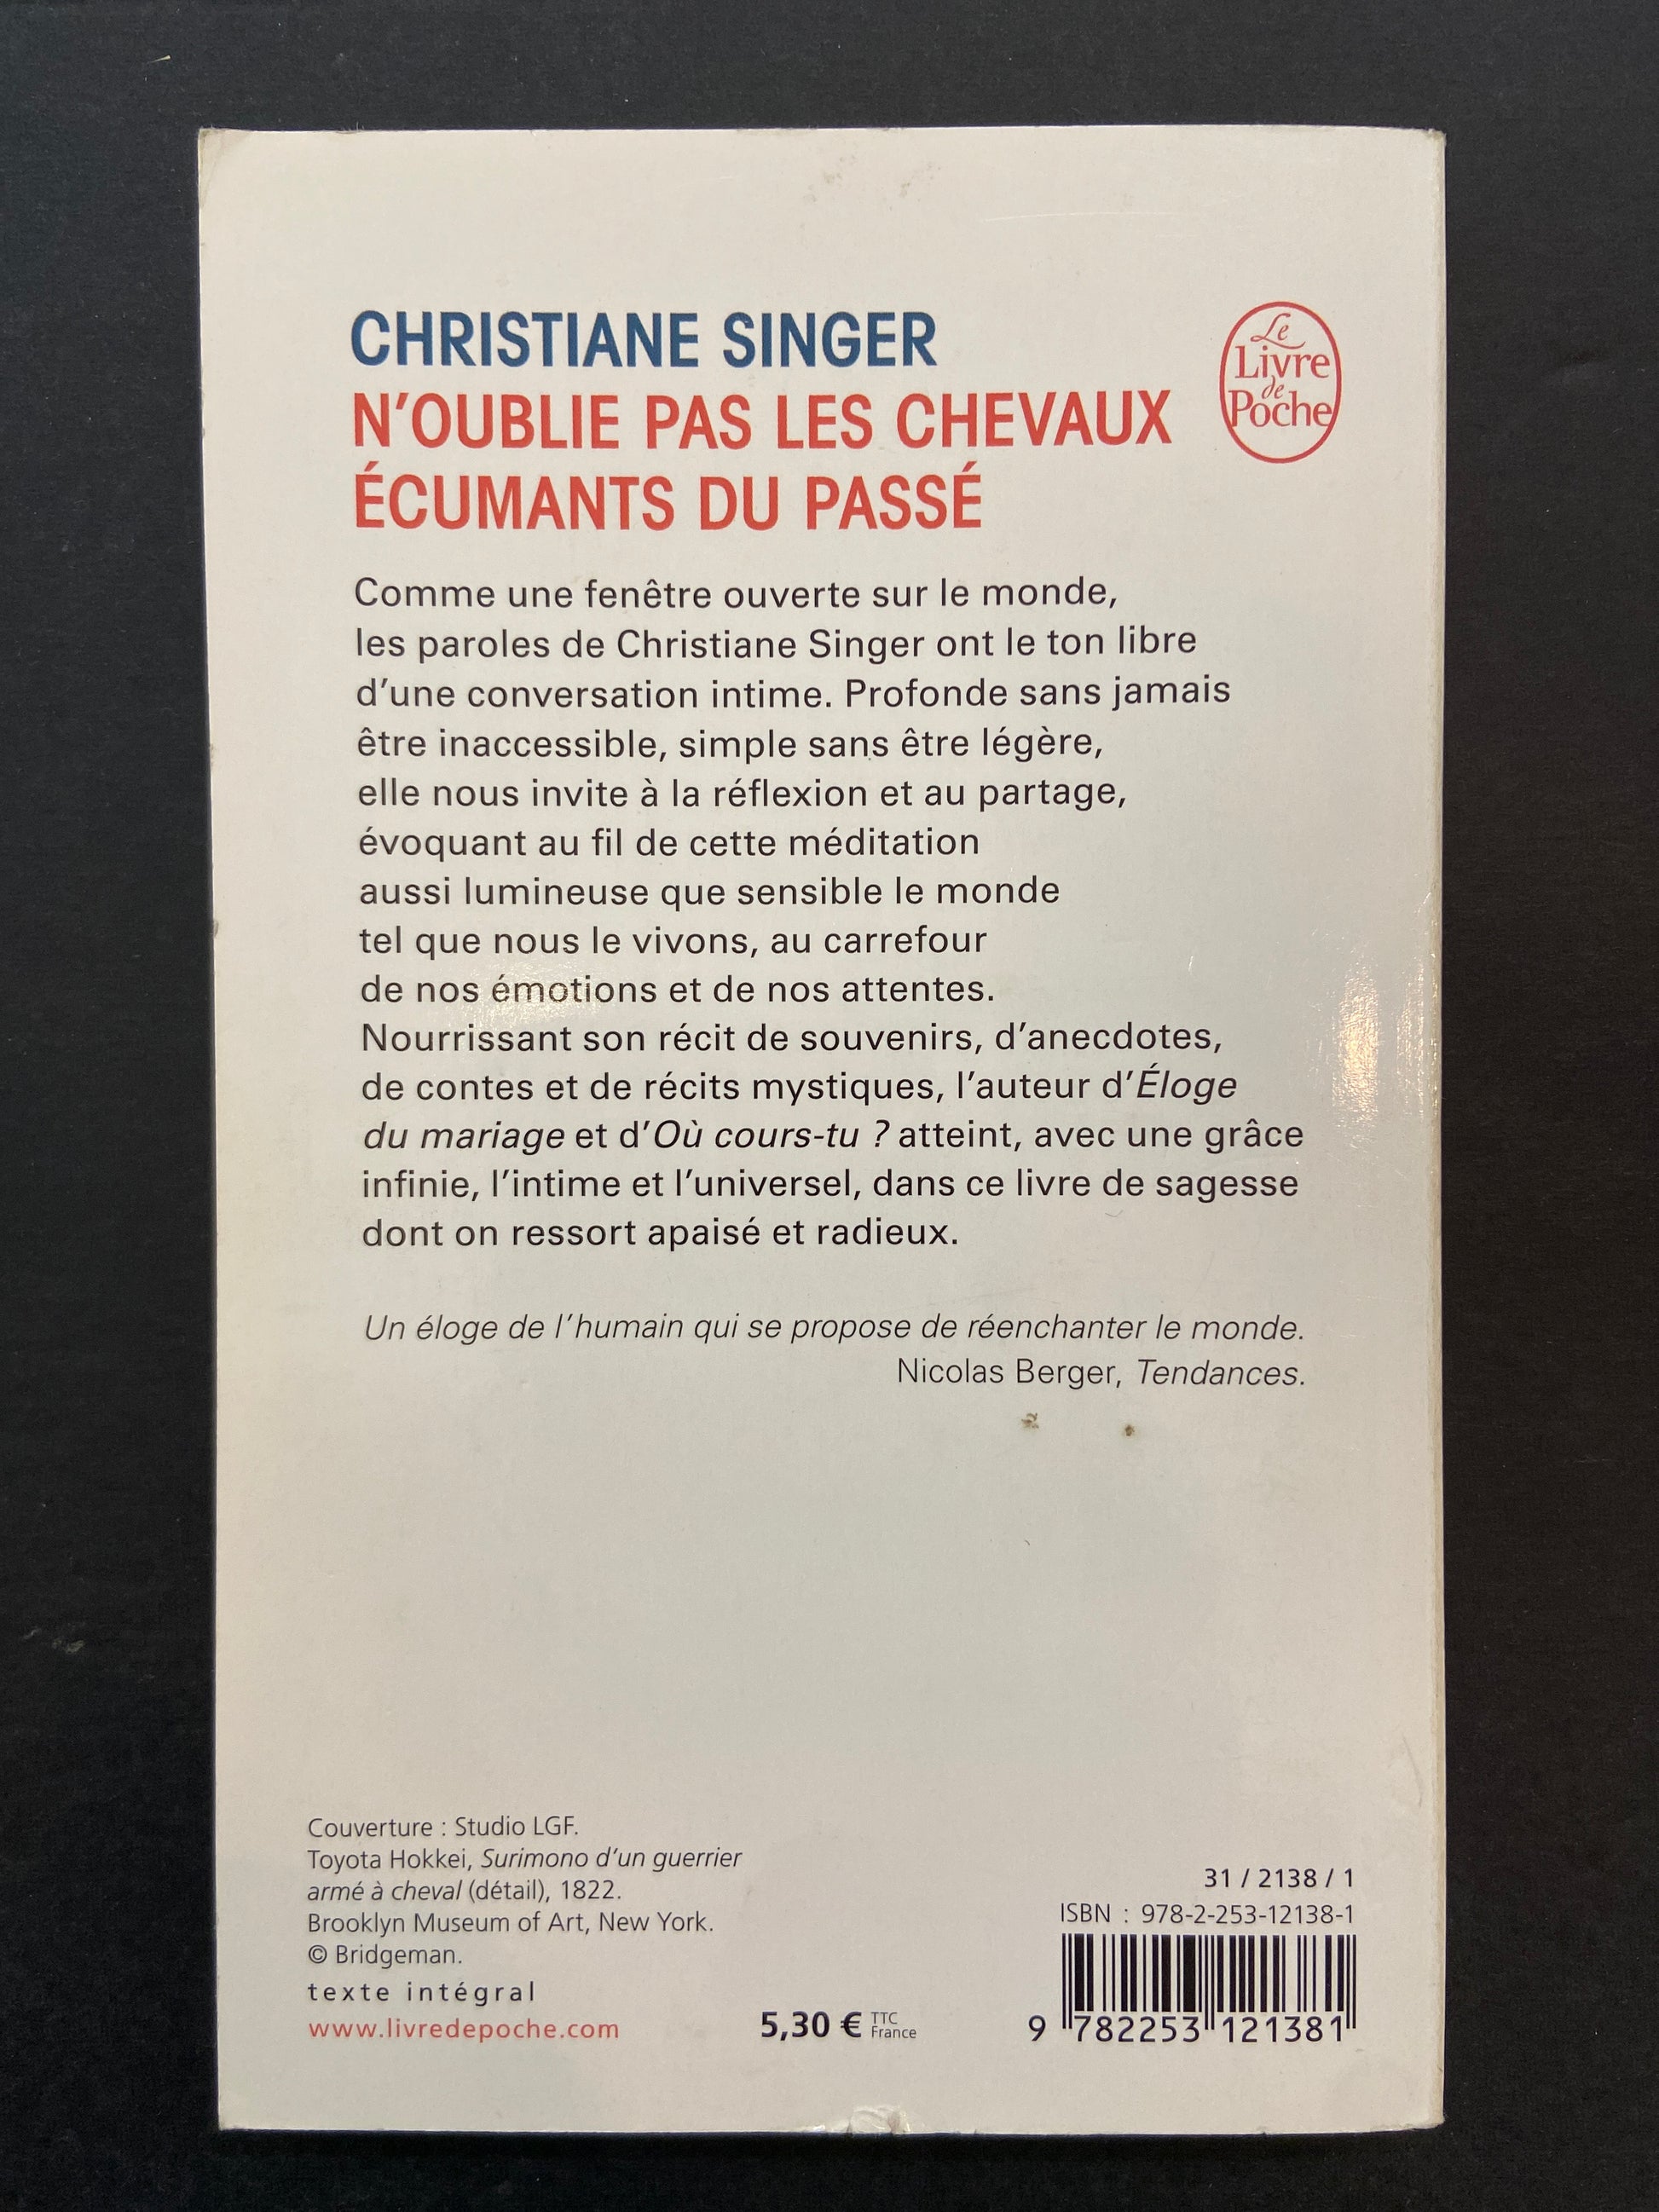 CHRISTIANE SINGER
N'OUBLIE PAS LES CHEVAUX
ÉCUMANTS DU PASSÉ
Le
Livre
de
Poche
Comme une fenêtre ouverte sur le monde,
les paroles de Christiane Singer ont le ton libre
d'une conversation intime. Profonde sans jamais
être inaccessible, simple sans être légère,
elle nous invite à la réflexion et au partage,
évoquant au fil de cette méditation
aussi lumineuse que sensible le monde
tel que nous le vivons, au carrefour
de nos émotions et de nos attentes.
Nourrissant son récit de souvenirs, d'anecdotes,
de contes et de récits mystiques, l'auteur d'Éloge
du mariage et d'Où cours-tu ? atteint, avec une grâce
infinie, l'intime et l'universel, dans ce livre de sagesse
dont on ressort apaisé et radieux.
Un éloge de l'humain qui se propose de réenchanter le monde.
Nicolas Berger, Tendances.
Couverture : Studio LGF.
Toyota Hokkei, Surimono d'un guerrier
armé à cheval (détail), 1822.
Brooklyn Museum of Art, New York.
© Bridgeman.
texte intégral
www.livredepoche.com
5,30 € TTC
France
31 / 2138 / 1
ISBN : 978-2-253-12138-1
9 782253 121381